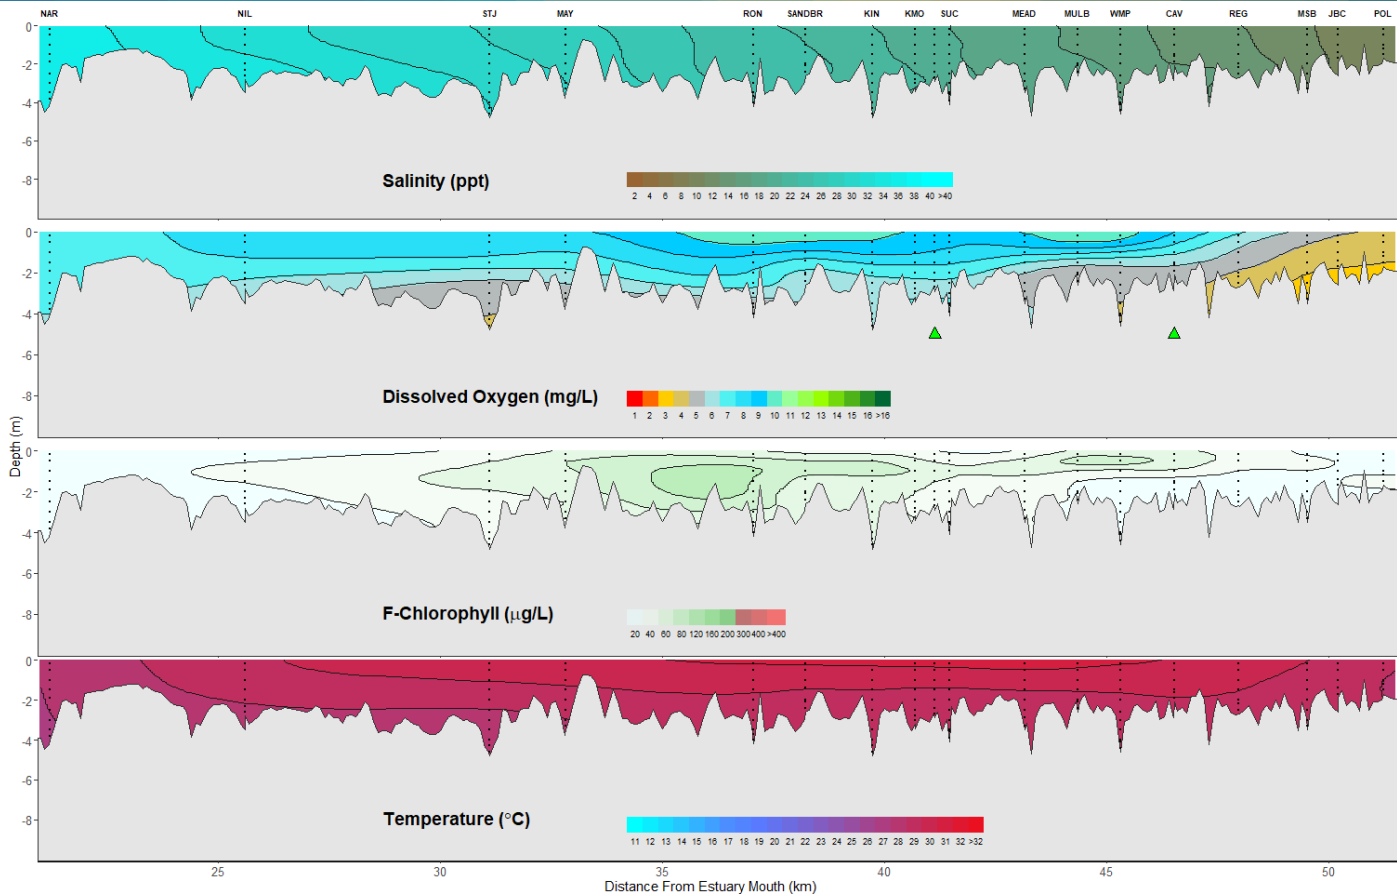 NAR NIL STJ MAY RON SANDBR KIN KMO SUC MEAD MULB WMP CAV REG MSB JBC POL
0
-2
-4
-6
-8
Salinity (ppt)
2 4 6 8 10 12 14 16 18 20 22 24 26 28 30 32 34 36 38 40 >40
0
-2
-4
-6
-8
Dissolved Oxygen (mg/L)
1 2 3 4 5 6 7 8 9 10 11 12 13 14 15 16 >16
Depth (m)
0
-2
-4
-6
-8
F-Chlorophyll (μg/L)
20 40 60 80 120 160 200 300 400 >400
0
-2
-4
-6
-8
Temperature (°C)
11 12 13 14 15 16 17 18 19 20 21 22 23 24 25 26 27 28 29 30 31 32 >32
25 30 35 40 45 50
Distance From Estuary Mouth (km)